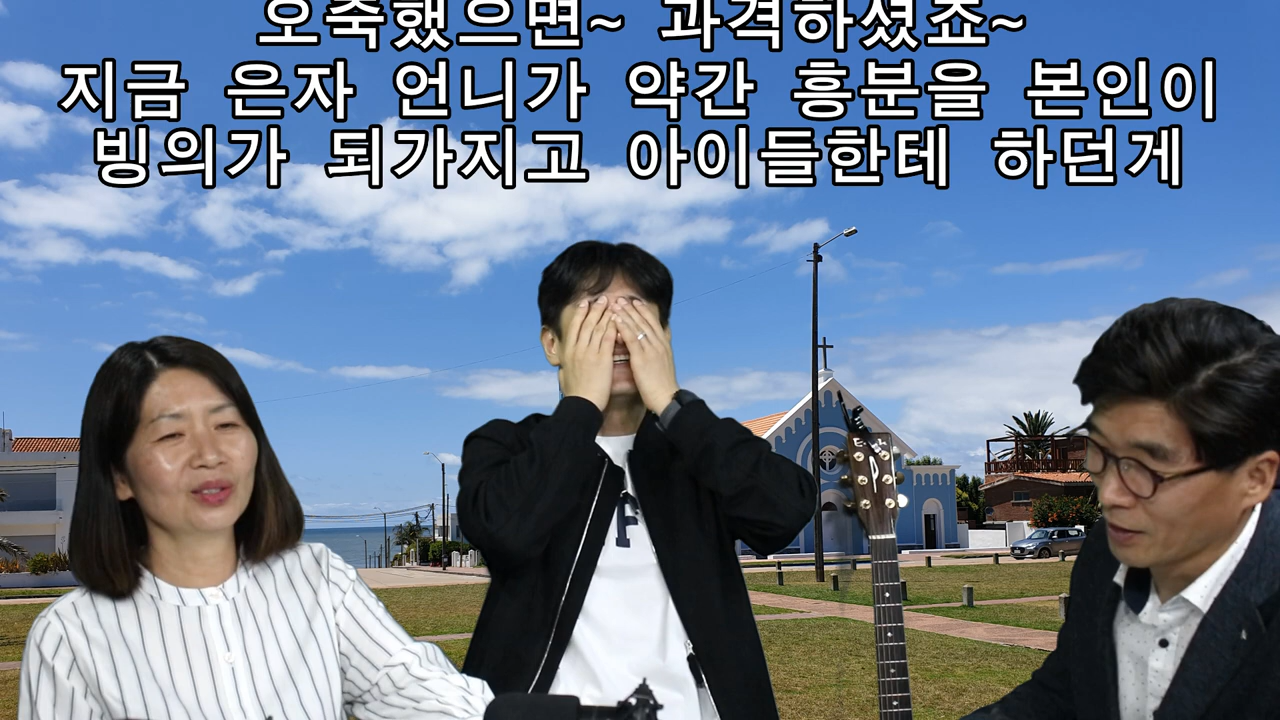 오죽했으면~ 과격하셨죠~
지금 은자 언니가 약간 흥분을 본인이
빙의가 되가지고 아이들한테 하던게